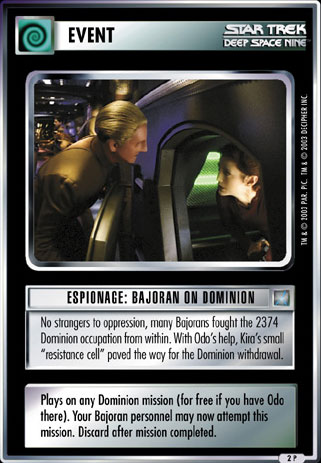 EVENT
STAR TREK
DEEP SPACE NINE
TM & © 2003 PAR. PIC. TM & © 2003 DECIPHER INC.
ESPIONAGE: BAJORAN ON DOMINION
No strangers to oppression, many Bajorans fought the 2374
Dominion occupation from within. With Odo's help, Kira's small
"resistance cell" paved the way for the Dominion withdrawal.
Plays on any Dominion mission (for free if you have Odo
there). Your Bajoran personnel may now attempt this
mission. Discard after mission completed.
2 P